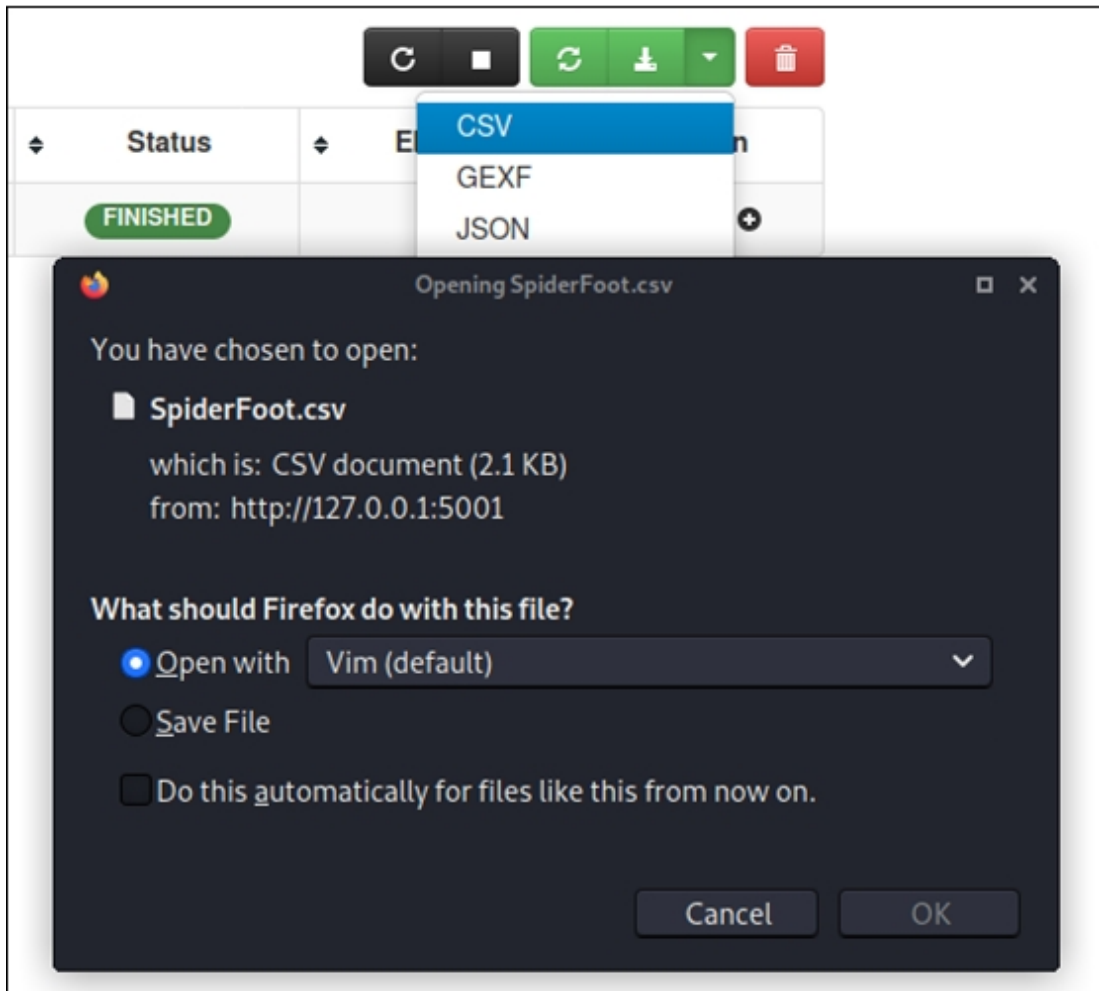 CSV
Status
El
n
GEXF
FINISHED
JSON
Opening SpiderFoot.csv
You have chosen to open:
SpiderFoot.csv
which is: CSV document (2.1 KB)
from: http://127.0.0.1:5001
What should Firefox do with this file?
Open with Vim (default)
Save File
Do this automatically for files like this from now on.
Cancel OK